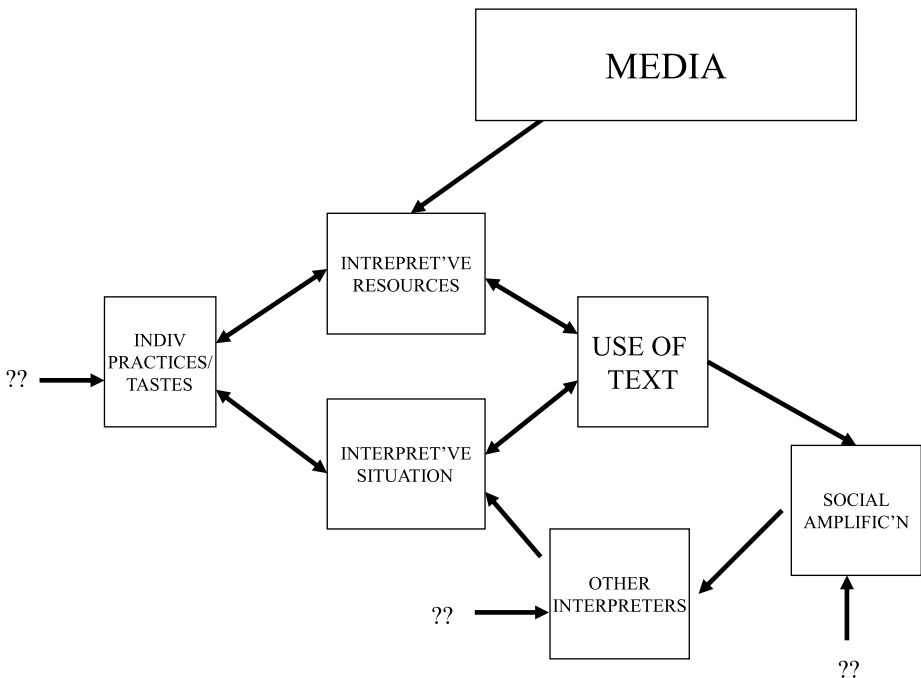 MEDIA
INTREPRET'VE
RESOURCES
INDIV
PRACTICES/
TASTES
USE OF
TEXT
??
INTERPRET'VE
SITUATION
SOCIAL
AMPLIFIC'N
OTHER
INTERPRETERS
??
??